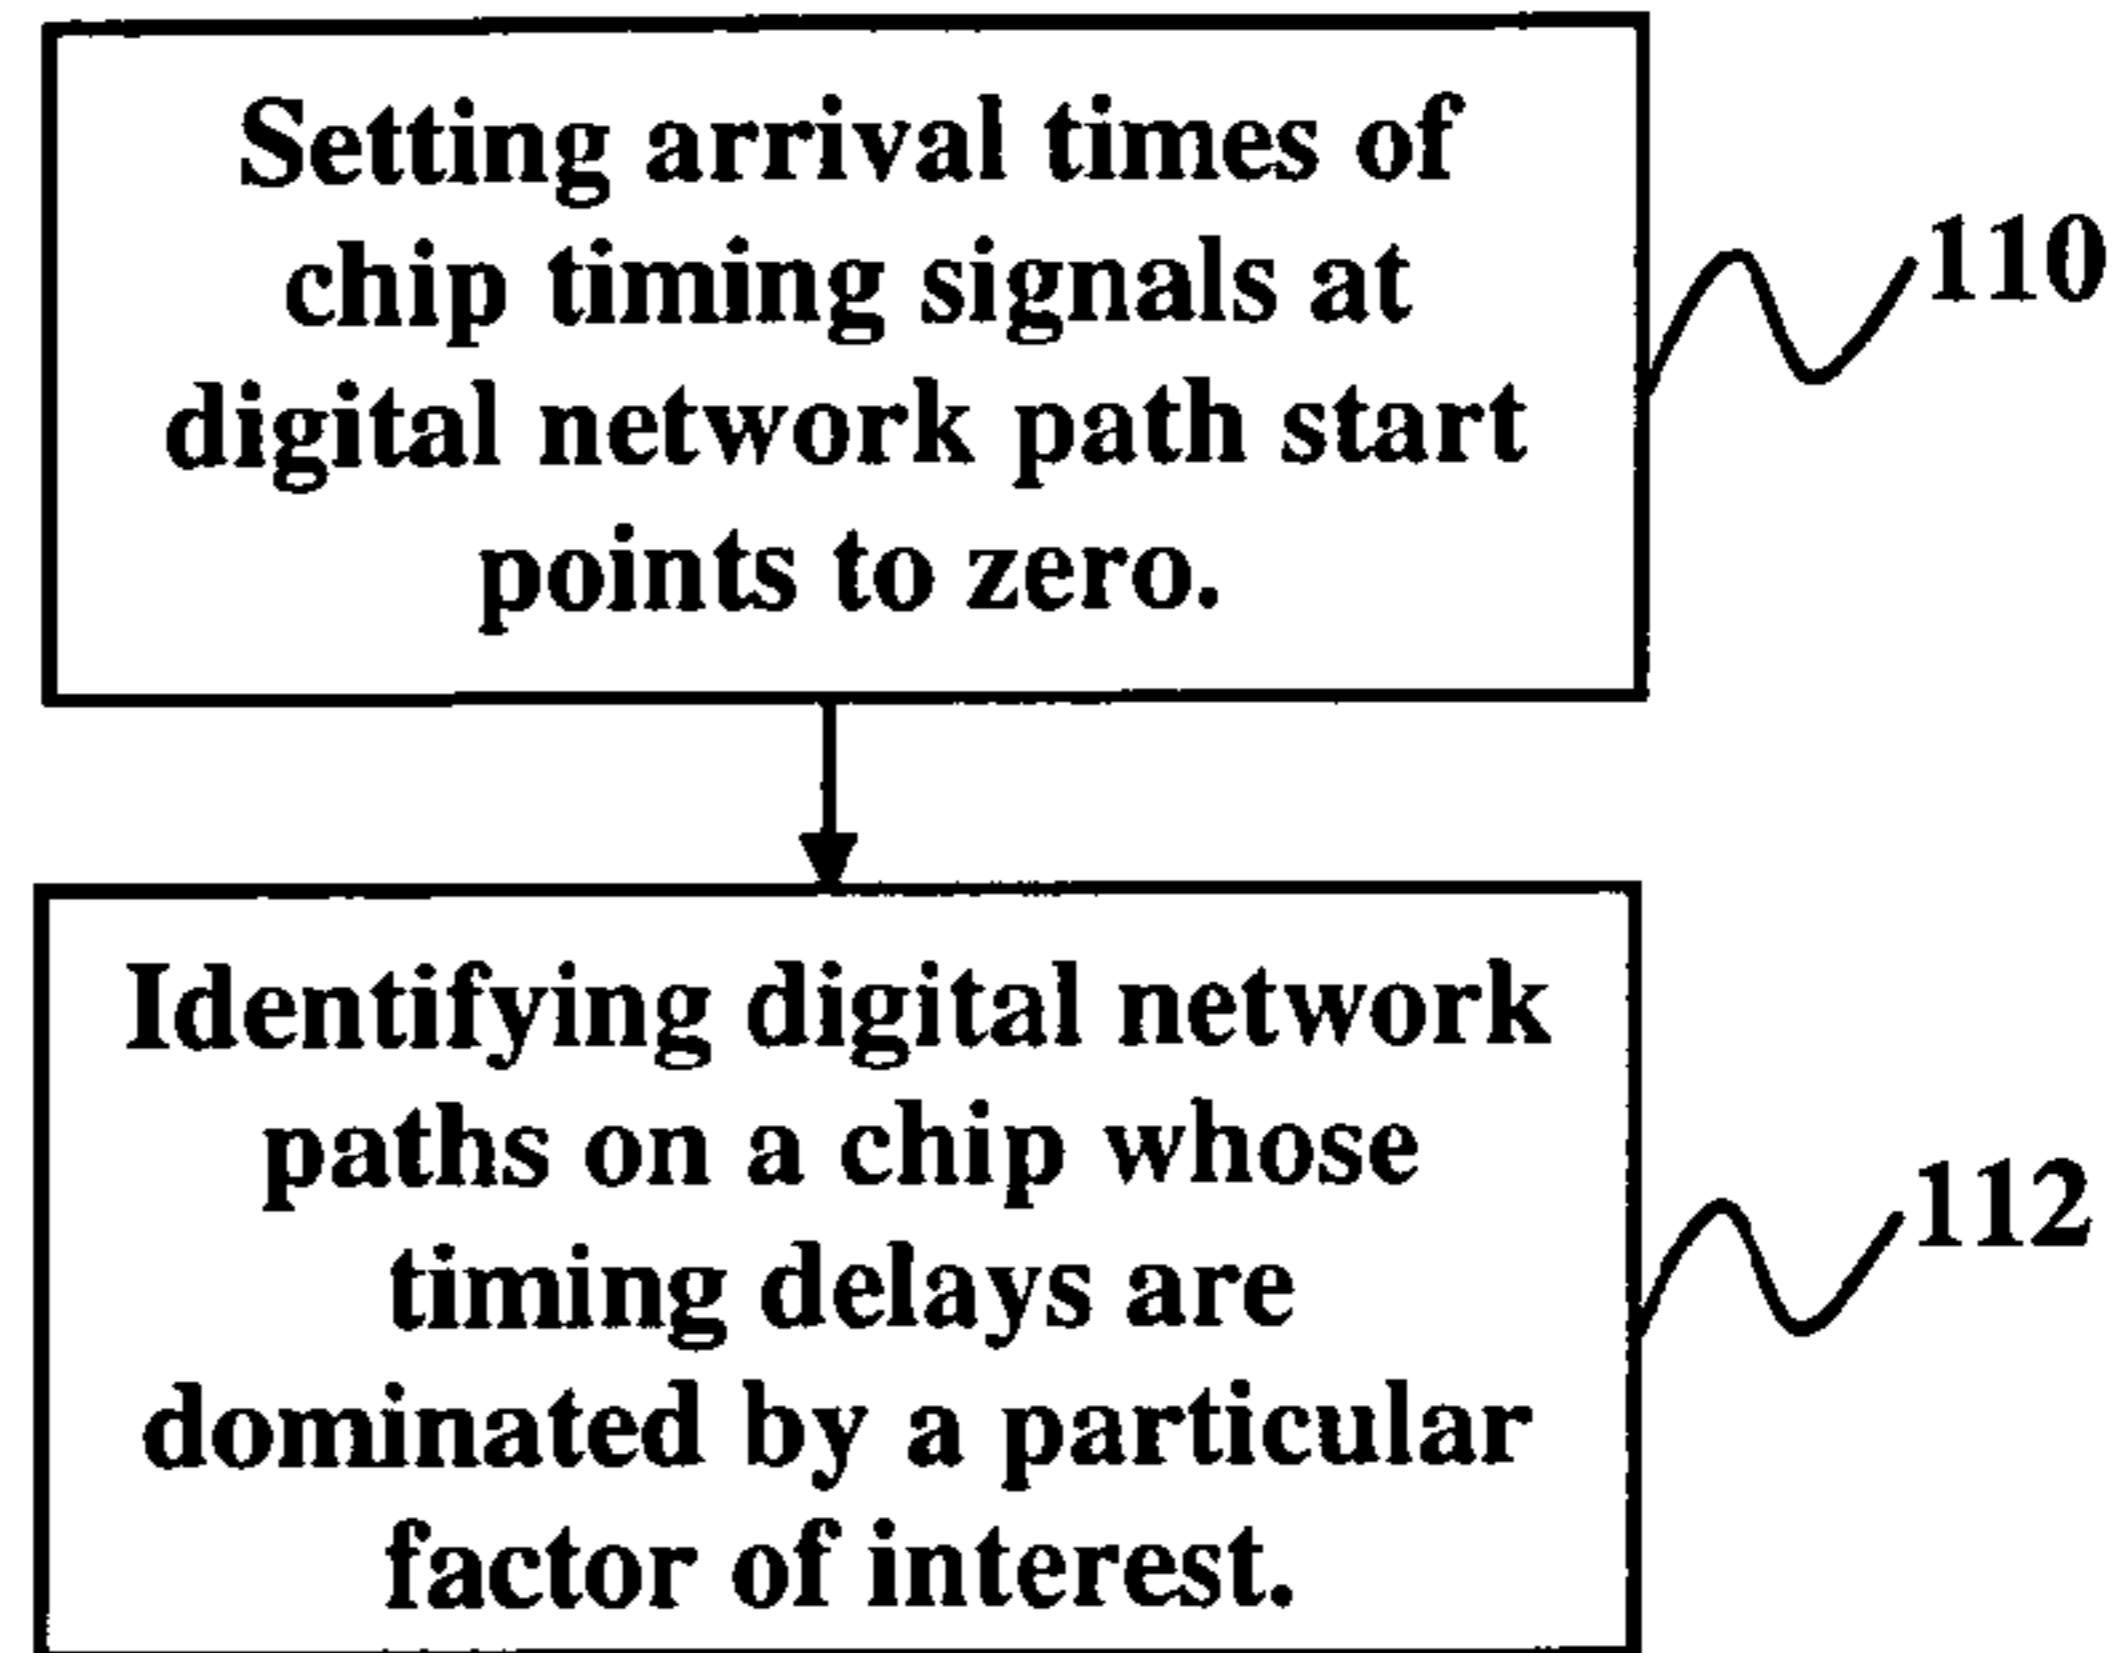 Setting arrival times of
chip timing signals at
digital network path start
points to zero.
110
Identifying digital network
paths on a chip whose
timing delays are
dominated by a particular
factor of interest.
112